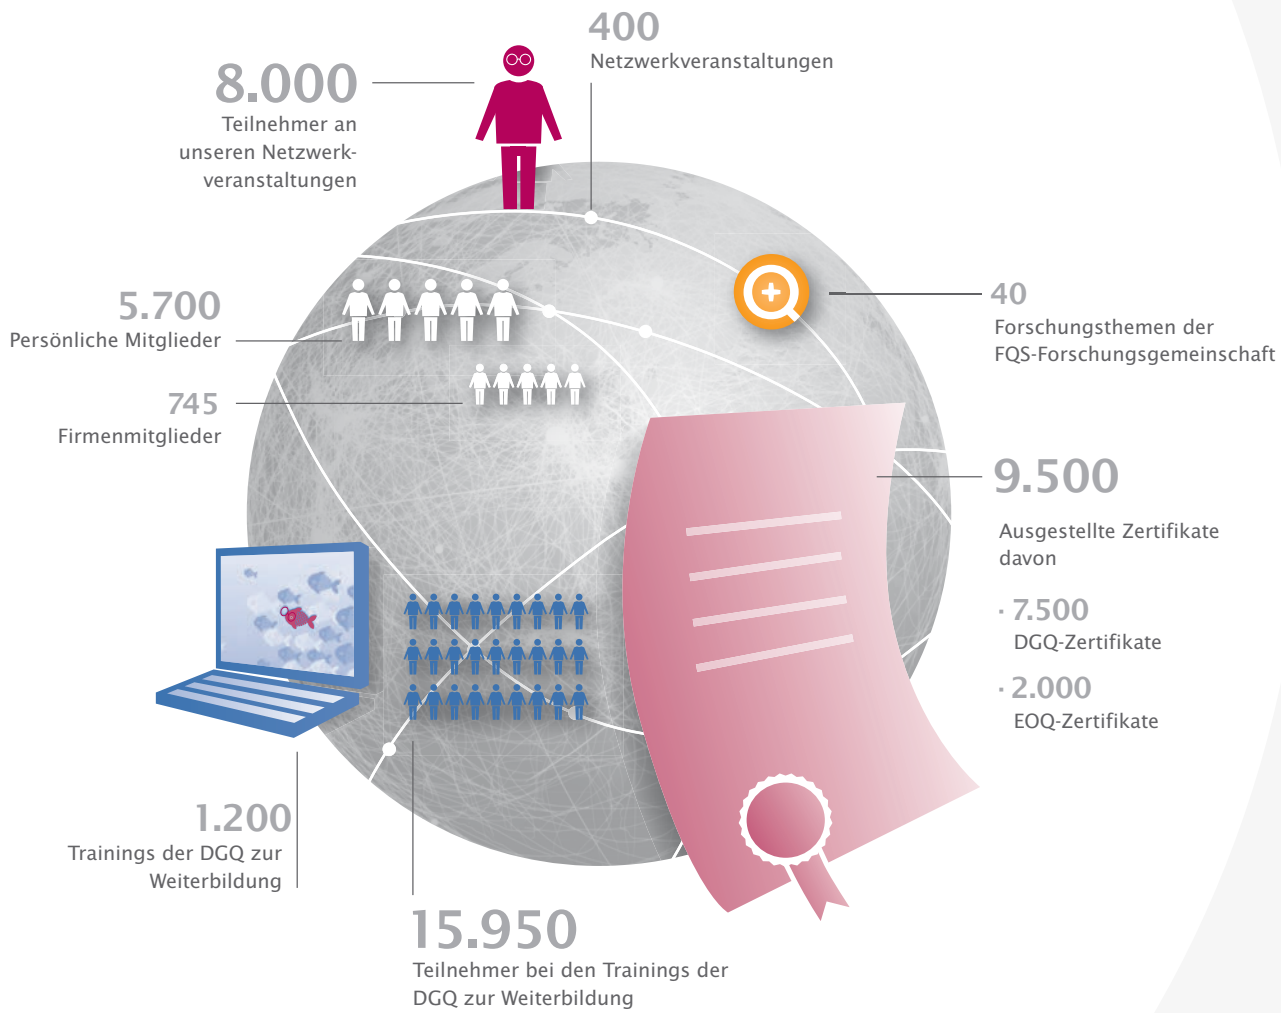 400
Netzwerkveranstaltungen
8.000
Teilnehmer an
unseren Netzwerk-
veranstaltungen
5.700
Persönliche Mitglieder
745
Firmenmitglieder
40
Forschungsthemen der
FQS-Forschungsgemeinschaft
9.500
Ausgestellte Zertifikate
davon
· 7.500
DGQ-Zertifikate
· 2.000
EOQ-Zertifikate
1.200
Trainings der DGQ zur
Weiterbildung
15.950
Teilnehmer bei den Trainings der
DGQ zur Weiterbildung